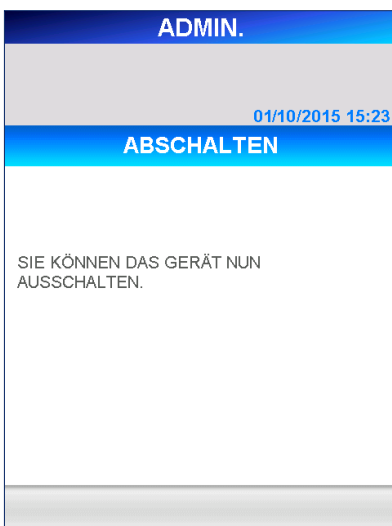 ADMIN.
01/10/2015 15:23
ABSCHALTEN
SIE KÖNNEN DAS GERÄT NUN
AUSSCHALTEN.